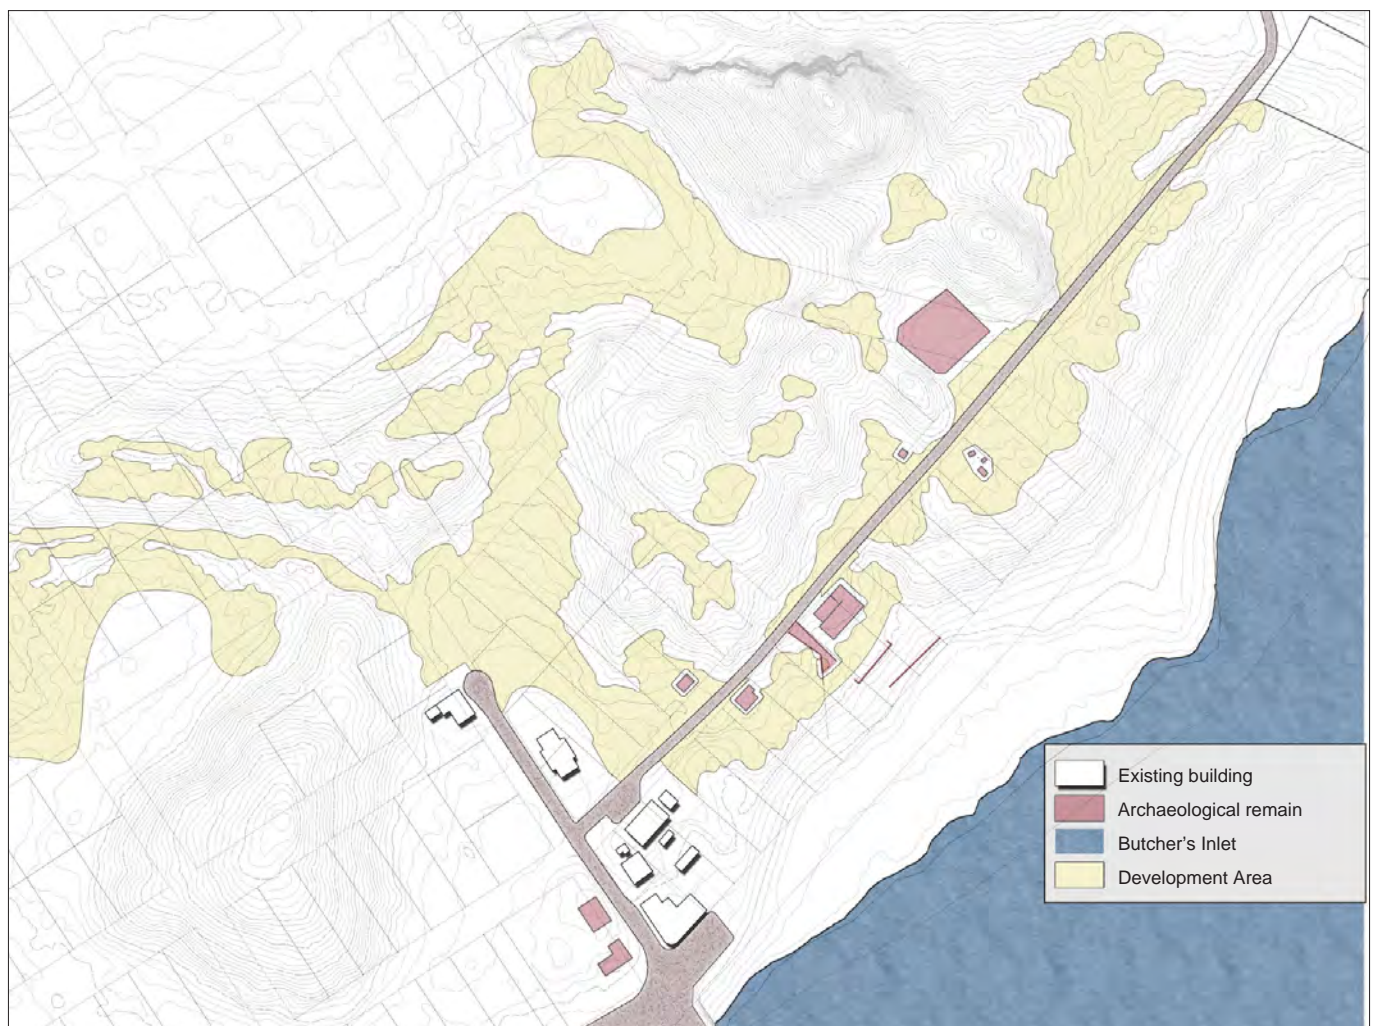 Existing building
Archaeological remain
Butcher's Inlet
Development Area